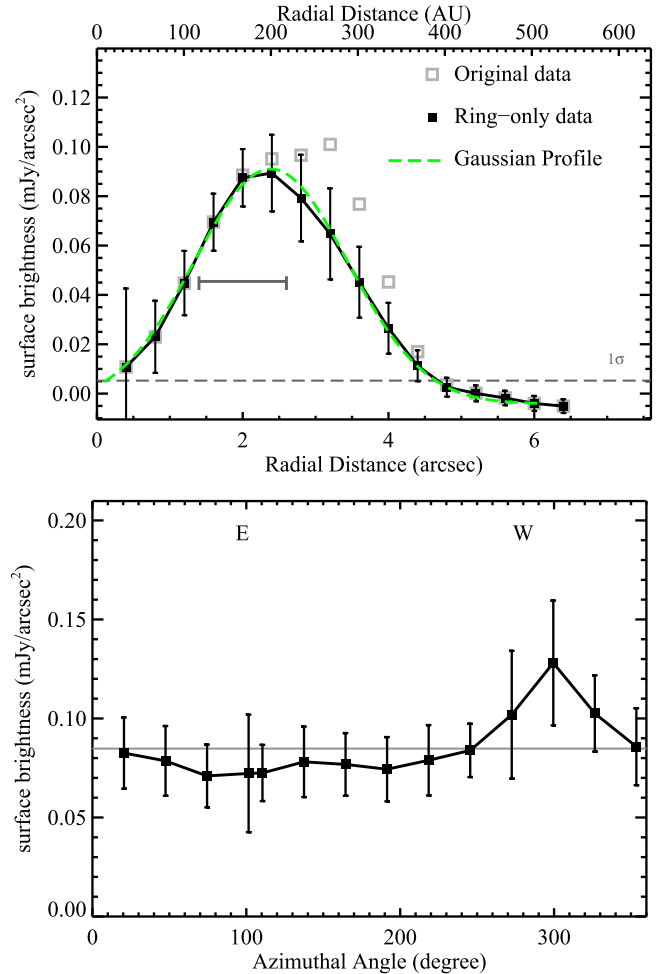 Radial Distance (AU)
0 100 200 300 400 500 600
Original data
Ring−only data
Gaussian Profile
surface brightness (mJy/arcsec²)
0.12
0.10
0.08
0.06
0.04
0.02
0.00
1σ
0 2 4 6
Radial Distance (arcsec)
E W
surface brightness (mJy/arcsec²)
0.20
0.15
0.10
0.05
0.00
0 100 200 300
Azimuthal Angle (degree)